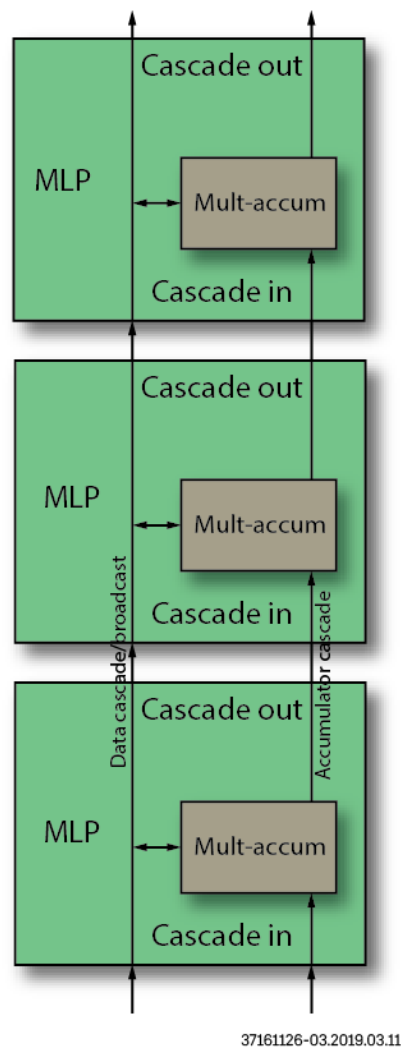 Cascade out
MLP
Mult-accum
Cascade in
Cascade out
MLP
Mult-accum
Cascade in
Data cascade/broadcast
Accumulator cascade
Cascade out
MLP
Mult-accum
Cascade in
37161126-03.2019.03.11